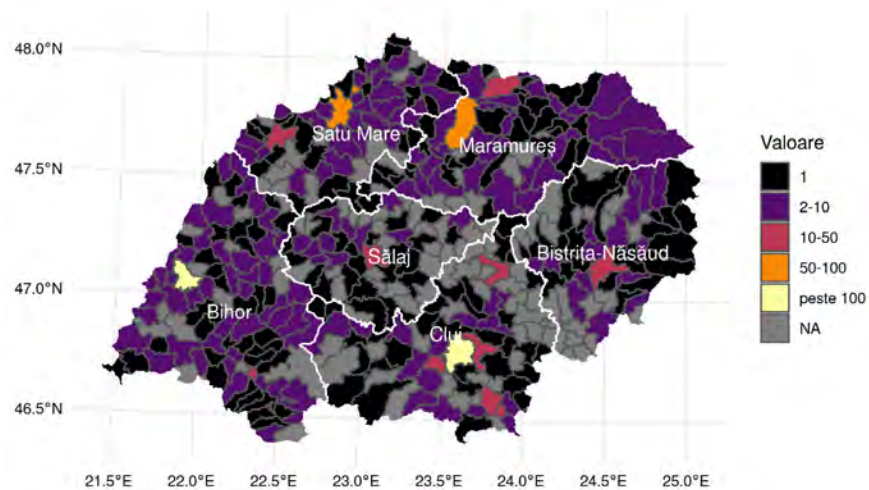 48.0°N
47.5°N
47.0°N
46.5°N
Satu Mare
Maramureș
Sălaj
Bistrița-Năsăud
Bihor
Cluj
21.5°E 22.0°E 22.5°E 23.0°E 23.5°E 24.0°E 24.5°E 25.0°E
Valoare
1
2-10
10-50
50-100
peste 100
NA